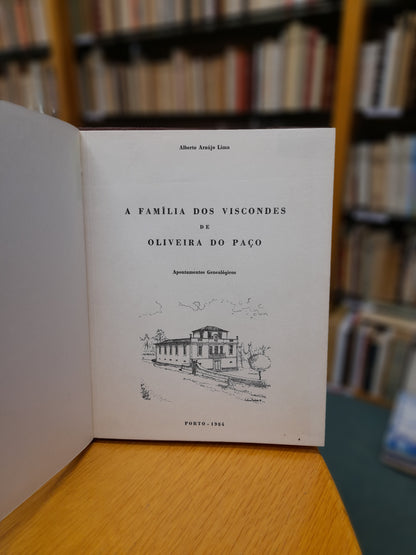 Alberto Araújo Lima
A FAMÍLIA DOS VISCONDES
DE
OLIVEIRA DO PAÇO
Apontamentos Genealógicos
PORTO - 1964